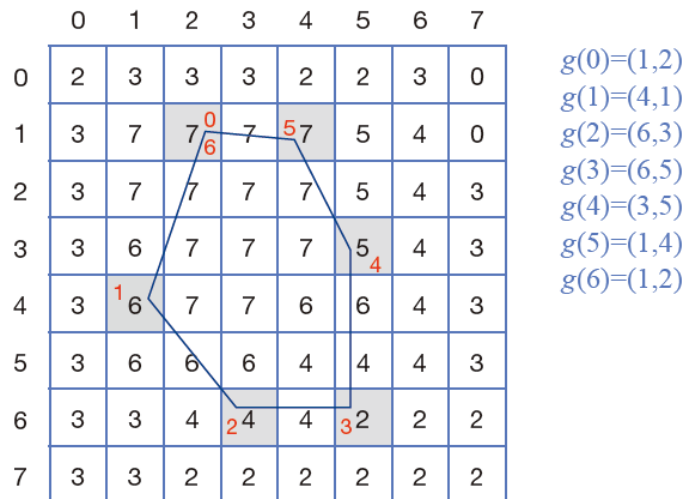 0 1 2 3 4 5 6 7
0 2 3 3 3 2 2 3 0
0 5
1 3 7 7 7 7 5 4 0
6
2 3 7 7 7 7 5 4 3
3 3 6 7 7 7 5 4 3
4
1
4 3 6 7 7 6 6 4 3
5 3 6 6 6 4 4 4 3
6 3 3 4 4 4 2 2 2
2 3
7 3 3 2 2 2 2 2 2
g(0)=(1,2)
g(1)=(4,1)
g(2)=(6,3)
g(3)=(6,5)
g(4)=(3,5)
g(5)=(1,4)
g(6)=(1,2)